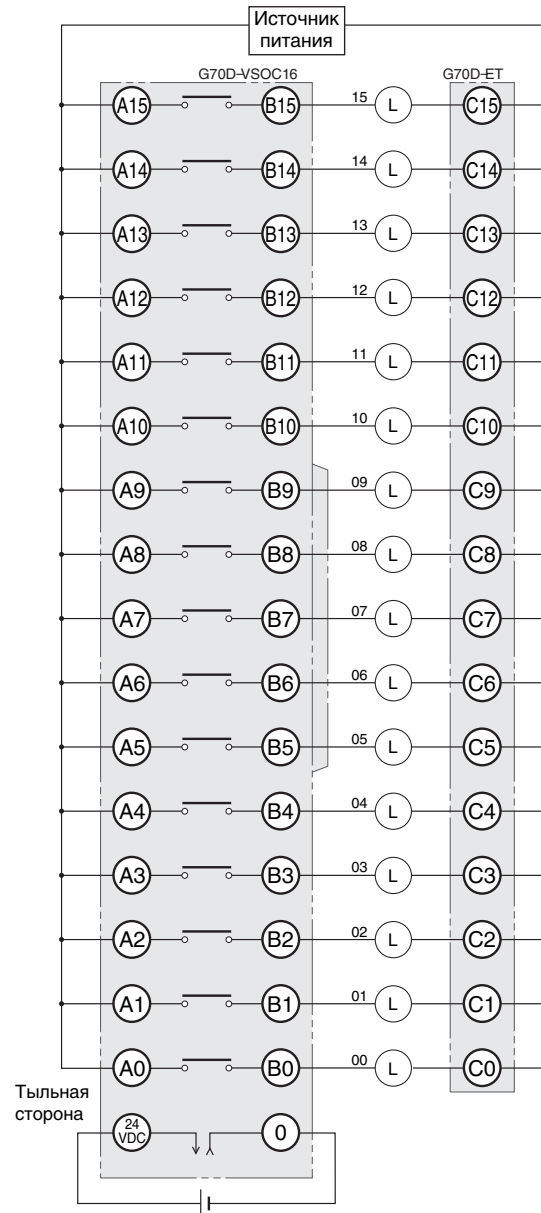 Источник
питания
G70D-VSOC16 G70D-ET
A15 B15 15 L C15
A14 B14 14 L C14
A13 B13 13 L C13
A12 B12 12 L C12
A11 B11 11 L C11
A10 B10 10 L C10
A9 B9 09 L C9
A8 B8 08 L C8
A7 B7 07 L C7
A6 B6 06 L C6
A5 B5 05 L C5
A4 B4 04 L C4
A3 B3 03 L C3
A2 B2 02 L C2
A1 B1 01 L C1
A0 B0 00 L C0
Тыльная
сторона
24
VDC
0